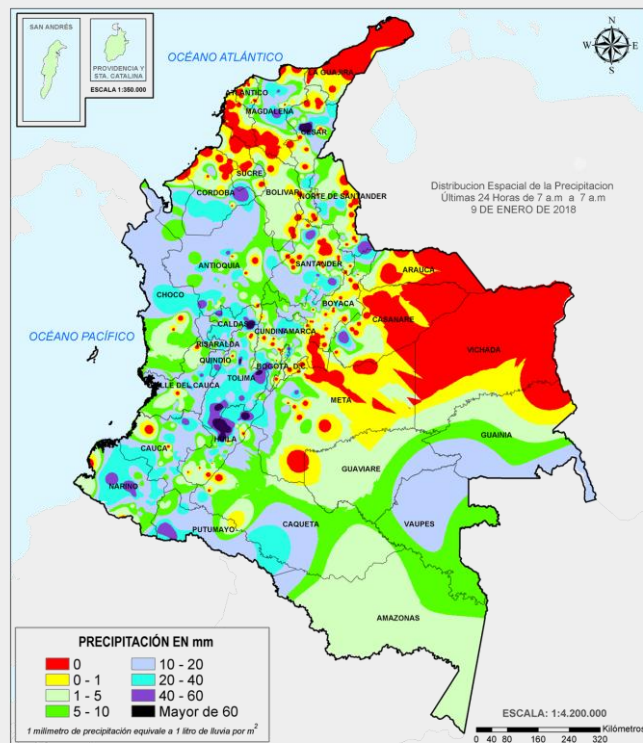 SAN ANDRÉS
PROVIDENCIA Y
STA. CATALINA
ESCALA 1:350.000
OCÉANO ATLÁNTICO
N
W E
S
LA GUAJIRA
ATLANTICO
MAGDALENA
CESAR
SUCRE
CORDOBA
BOLIVAR
NORTE DE SANTANDER
Distribucion Espacial de la Precipitacion
Últimas 24 Horas de 7 a.m a 7 a.m
9 DE ENERO DE 2018
ANTIOQUIA
SANTANDER
ARAUCA
CHOCO
BOYACA
CASANARE
OCÉANO PACÍFICO
CALDAS
CUNDINAMARCA
RISARALDA
VICHADA
QUINDIO
BOGOTA, D.C.
TOLIMA
VALLE DEL CAUCA
META
GUAINIA
HUILA
CAUCA
GUAVIARE
NARIÑO
CAQUETA
VAUPES
PUTUMAYO
AMAZONAS
PRECIPITACIÓN EN mm
0
0 - 1
1 - 5
5 - 10
10 - 20
20 - 40
40 - 60
Mayor de 60
1 milimetro de precipitación equivale a 1 litro de lluvia por m²
ESCALA: 1:4.200.000
Kilómetros
0 40 80 160 240 320